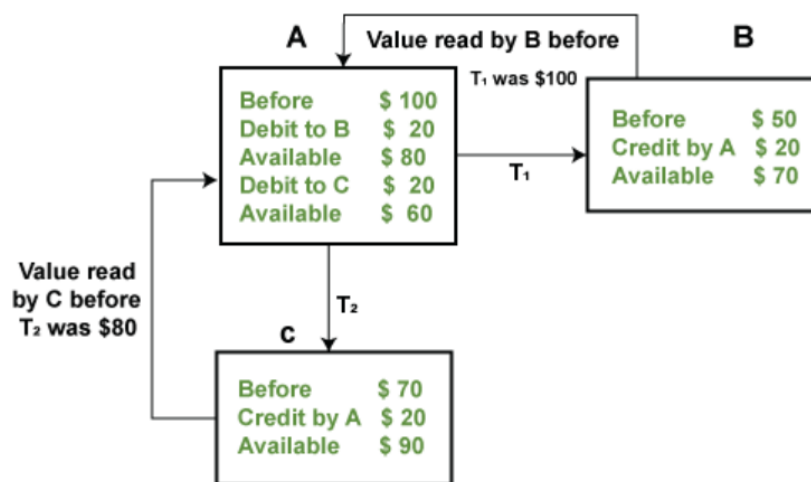 A
Value read by B before
B
T₁ was $100
Before $ 100
Debit to B $ 20
Available $ 80
Debit to C $ 20
Available $ 60
Before $ 50
Credit by A $ 20
Available $ 70
T₁
Value read
by C before
T₂ was $80
T₂
c
Before $ 70
Credit by A $ 20
Available $ 90